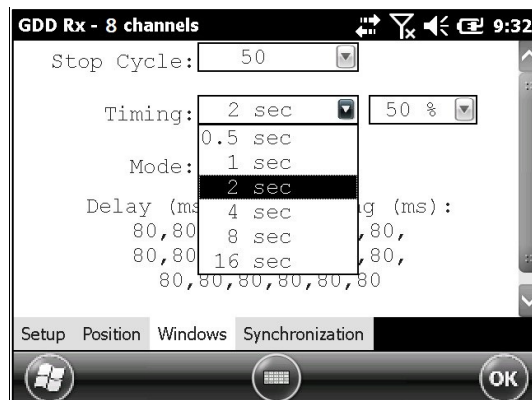 GDD Rx - 8 channels 9:32
Stop Cycle: 50
Timing: 2 sec 50 %
0.5 sec
Mode: 1 sec
2 sec
Delay (ms 4 sec g (ms):
80,80 8 sec ,80,
80,80 16 sec ,80,
80,80,80,80,80,80
Setup Position Windows Synchronization
OK